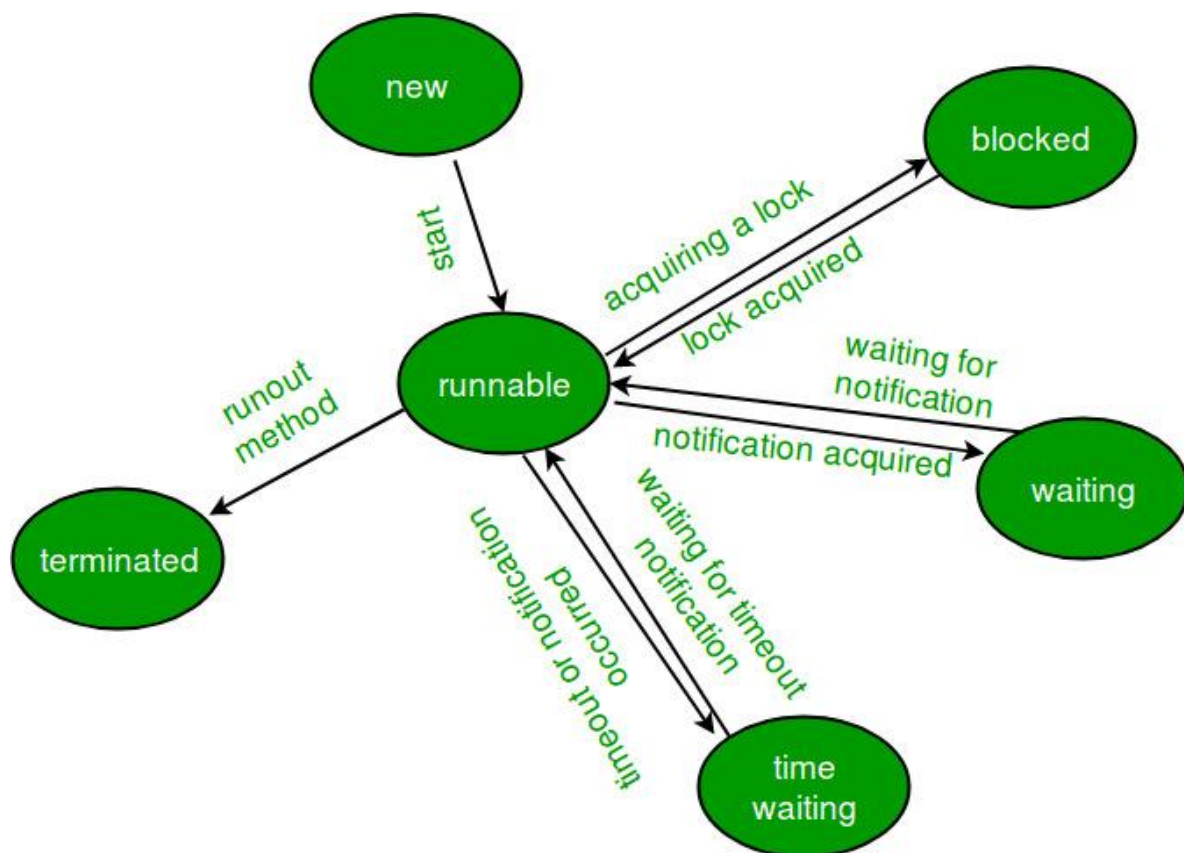 new
blocked
start
acquiring a lock
lock acquired
runnable
waiting for
notification
notification acquired
waiting
runout
method
terminated
timeout or notification
occurred
waiting for timeout
notification
time
waiting